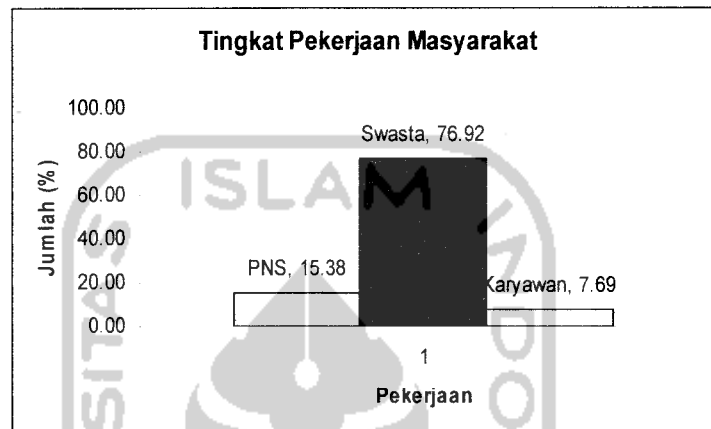 Tingkat Pekerjaan Masyarakat
Jumlah (%)
100.00
80.00
60.00
40.00
20.00
0.00
Swasta, 76.92
PNS, 15.38
Karyawan, 7.69
1
Pekerjaan
ISLAM